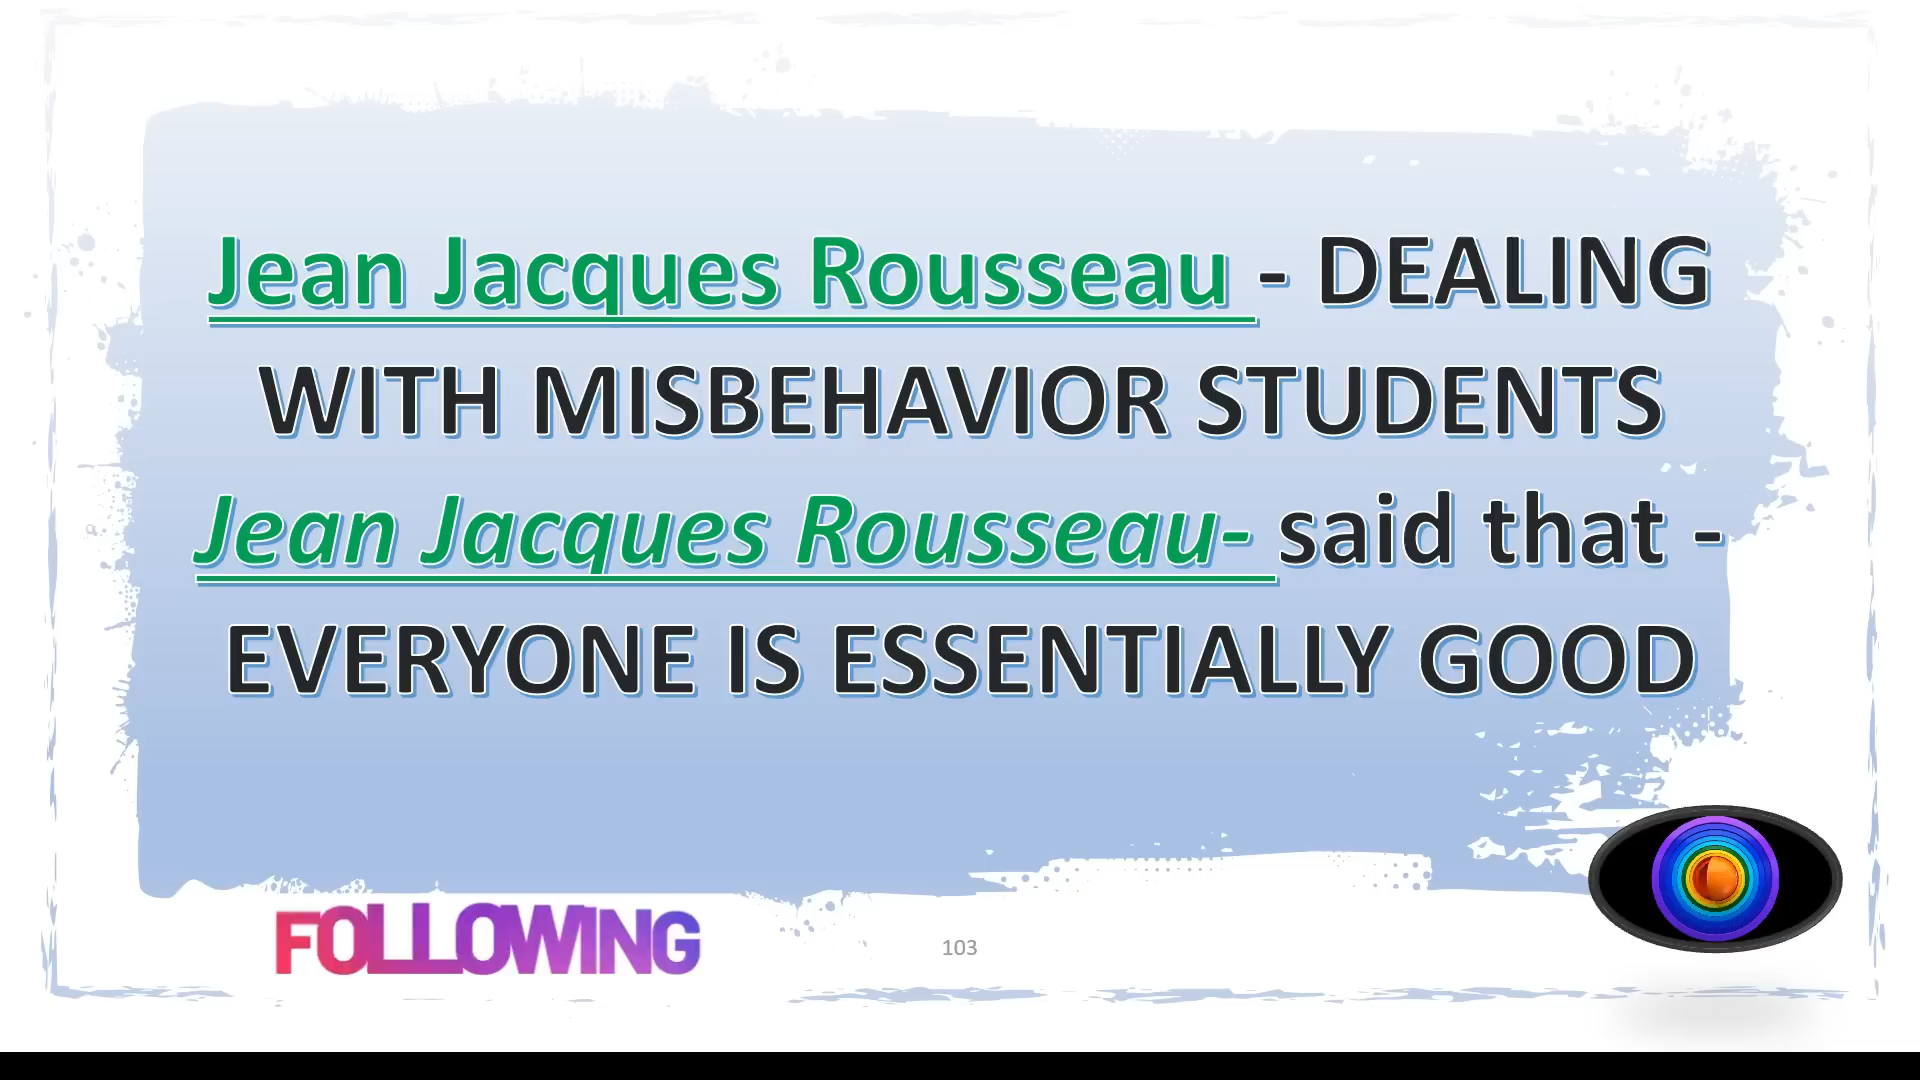 Jean Jacques Rousseau - DEALING
WITH MISBEHAVIOR STUDENTS
Jean Jacques Rousseau- said that -
EVERYONE IS ESSENTIALLY GOOD
FOLLOWING
103